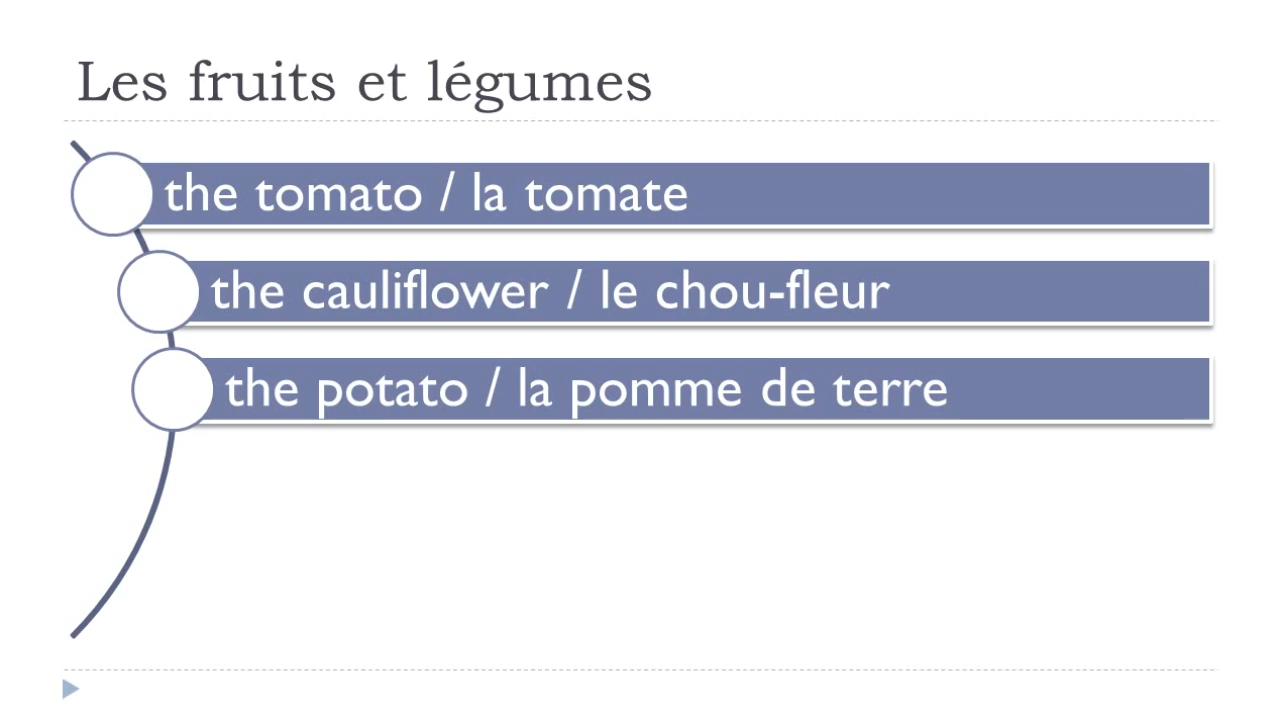 Les fruits et légumes
the tomato / la tomate
the cauliflower / le chou-fleur
the potato / la pomme de terre